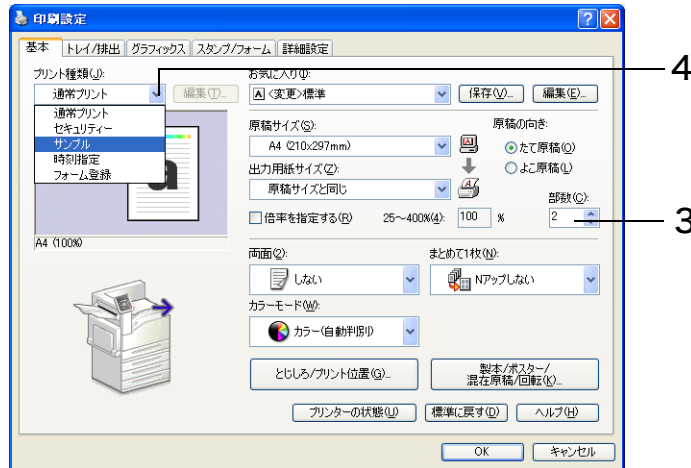 印刷設定
基本 トレイ/排出 グラフィックス スタンプ/フォーム 詳細設定
プリント種類(J):
通常プリント 編集(T)...
通常プリント
セキュリティー
サンプル
時刻指定
フォーム登録
a
A4 (100%)
お気に入り(I):
A <変更>標準 保存(V)... 編集(E)...
4
原稿サイズ(S):
A4 (210x297mm)
出力用紙サイズ(Z):
原稿サイズと同じ
原稿の向き:
たて原稿(O)
よこ原稿(L)
倍率を指定する(R) 25～400%(4): 100 %
部数(C):
2
3
両面(2):
しない
まとめて1枚(N):
Nアップしない
カラーモード(W):
カラー(自動判別)
とじしろ/プリント位置(G)...
製本/ポスター/
混在原稿/回転(K)...
プリンターの状態(U) 標準に戻す(D) ヘルプ(H)
OK キャンセル